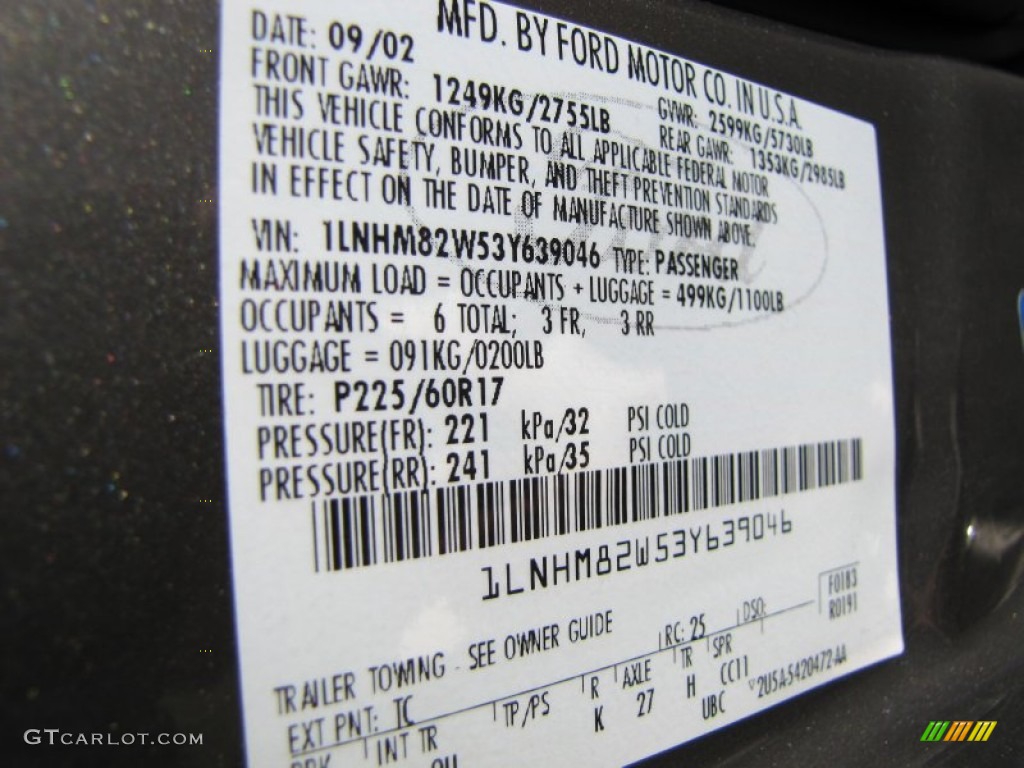 MFD. BY FORD MOTOR CO. IN U.S.A.
DATE: 09/02 GVWR: 2599KG/5730LB
FRONT GAWR: 1249KG/2755LB REAR GAWR: 1353KG/2985LB
THIS VEHICLE CONFORMS TO ALL APPLICABLE FEDERAL MOTOR
VEHICLE SAFETY, BUMPER, AND THEFT PREVENTION STANDARDS
IN EFFECT ON THE DATE OF MANUFACTURE SHOWN ABOVE.
VIN: 1LNHM82W53Y639046 TYPE: PASSENGER
MAXIMUM LOAD = OCCUPANTS + LUGGAGE = 499KG/1100LB
OCCUPANTS = 6 TOTAL; 3 FR, 3 RR
LUGGAGE = 091KG/0200LB
TIRE: P225/60R17
PRESSURE(FR): 221 kPa/32 PSI COLD
PRESSURE(RR): 241 kPa/35 PSI COLD
1LNHM82W53Y639046
F0183
R0191
TRAILER TOWING - SEE OWNER GUIDE
EXT PNT: TC RC: 25 DSO:
INT TR TP/PS R AXLE TR SPR
K 27 H CC11
UBC 2U5A-5420472-AA
GTCARLOT.COM